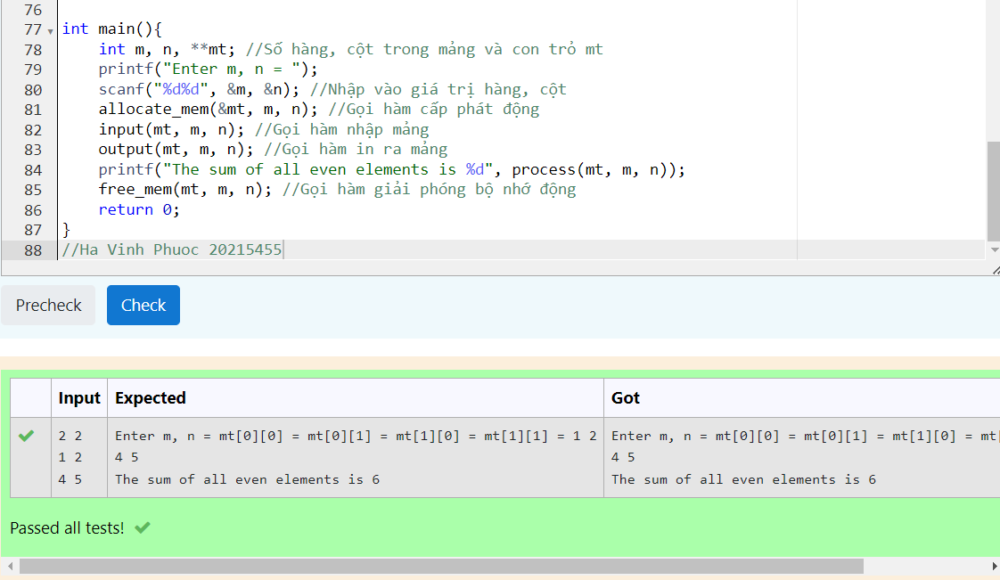 76
77 int main(){
78 int m, n, **mt; //Số hàng, cột trong mảng và con trỏ mt
79 printf("Enter m, n = ");
80 scanf("%d%d", &m, &n); //Nhập vào giá trị hàng, cột
81 allocate_mem(&mt, m, n); //Gọi hàm cấp phát động
82 input(mt, m, n); //Gọi hàm nhập mảng
83 output(mt, m, n); //Gọi hàm in ra mảng
84 printf("The sum of all even elements is %d", process(mt, m, n));
85 free_mem(mt, m, n); //Gọi hàm giải phóng bộ nhớ động
86 return 0;
87 }
88 //Ha Vinh Phuoc 20215455
Precheck Check
Input Expected Got
2 2 Enter m, n = mt[0][0] = mt[0][1] = mt[1][0] = mt[1][1] = 1 2 Enter m, n = mt[0][0] = mt[0][1] = mt[1][0] = mt[
1 2 4 5 4 5
4 5 The sum of all even elements is 6 The sum of all even elements is 6
Passed all tests!